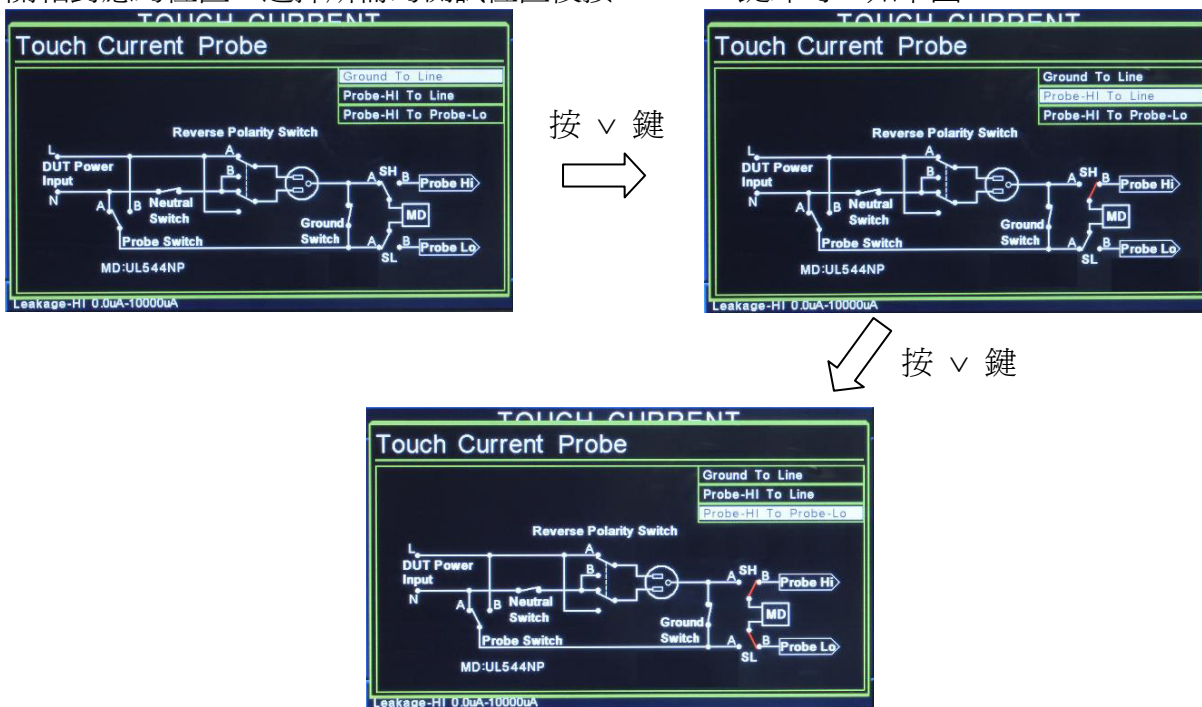 TOUCH CURRENT
Touch Current Probe
Ground To Line
Probe-HI To Line
Probe-HI To Probe-Lo
Reverse Polarity Switch
L
DUT Power
Input
N
A
B
A
B
Neutral
Switch
Probe Switch
Ground
Switch
A
SH
B
Probe Hi
MD
A
B
Probe Lo
SL
MD:UL544NP
Leakage-HI 0.0uA-10000uA
按 ∨ 鍵
TOUCH CURRENT
Touch Current Probe
Ground To Line
Probe-HI To Line
Probe-HI To Probe-Lo
Reverse Polarity Switch
L
DUT Power
Input
N
A
B
A
B
Neutral
Switch
Probe Switch
Ground
Switch
A
SH
B
Probe Hi
MD
A
B
Probe Lo
SL
MD:UL544NP
Leakage-HI 0.0uA-10000uA
按 ∨ 鍵
TOUCH CURRENT
Touch Current Probe
Ground To Line
Probe-HI To Line
Probe-HI To Probe-Lo
Reverse Polarity Switch
L
DUT Power
Input
N
A
B
A
B
Neutral
Switch
Probe Switch
Ground
Switch
A
SH
B
Probe Hi
MD
A
B
Probe Lo
SL
MD:UL544NP
Leakage-HI 0.0uA-10000uA